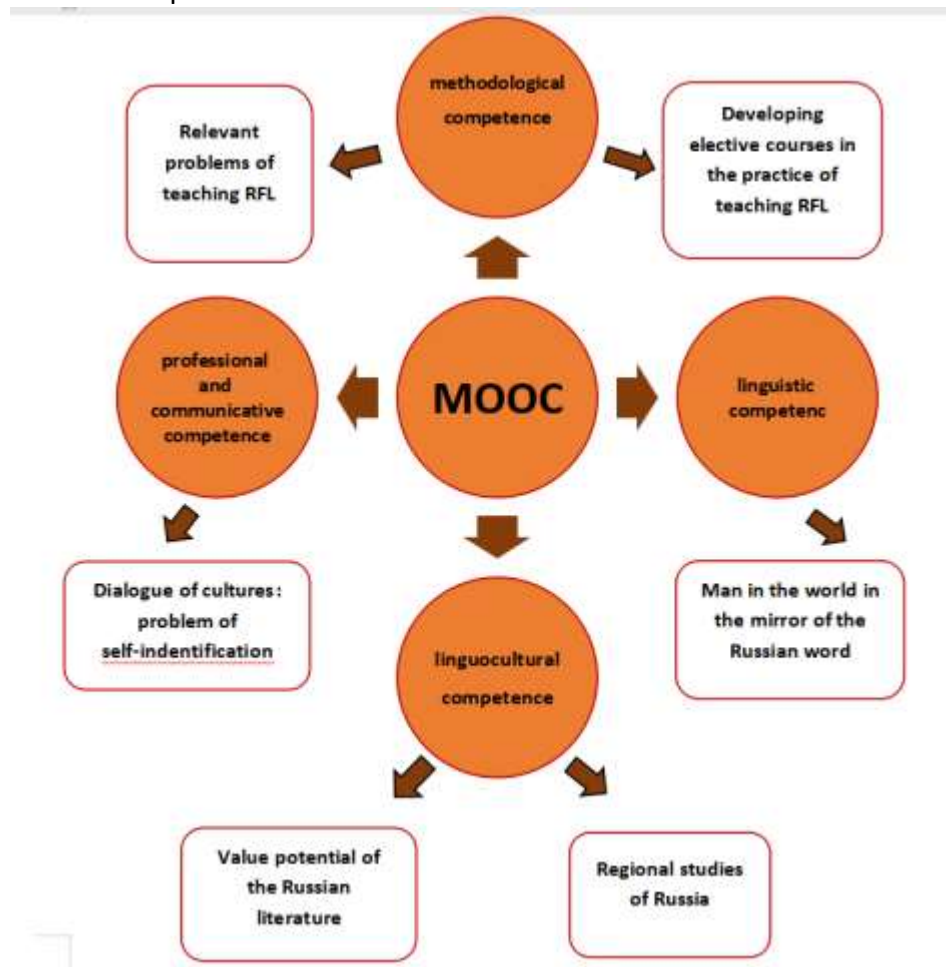 methodological
competence
Relevant
problems of
teaching RFL
Developing
elective courses in
the practice of
teaching RFL
professional
and
communicative
competence
MOOC
linguistic
competenc
Dialogue of cultures:
problem of
self-indentification
Man in the world in
the mirror of the
Russian word
linguocultural
competence
Value potential of
the Russian
literature
Regional studies
of Russia